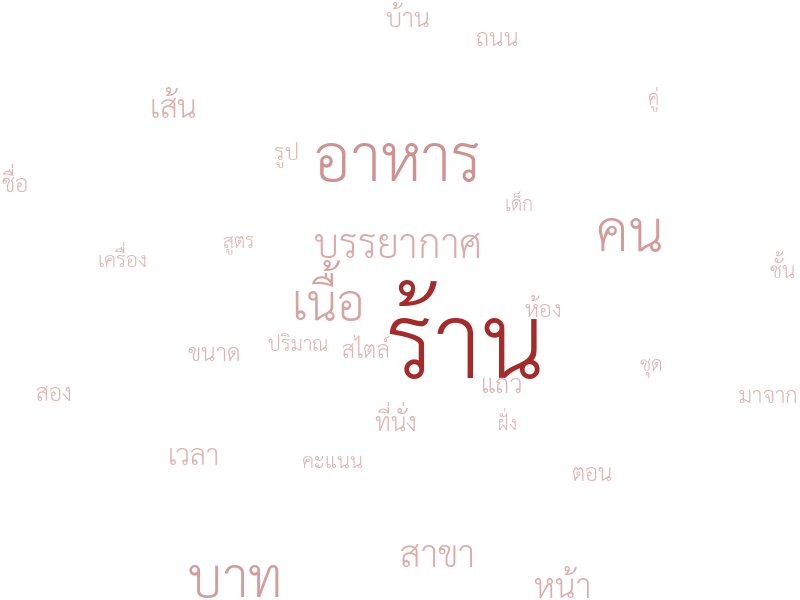 บ้าน
ถนน
คู่
เส้น
รูป
อาหาร
ชื่อ
เด็ก
คน
สูตร
บรรยากาศ
เครื่อง
ชั้น
เนื้อ
ร้าน
ห้อง
ขนาด
ปริมาณ
สไตล์
ชุด
สอง
แถว
มาจาก
ที่นั่ง
ฝั่ง
เวลา
คะแนน
ตอน
สาขา
บาท
หน้า